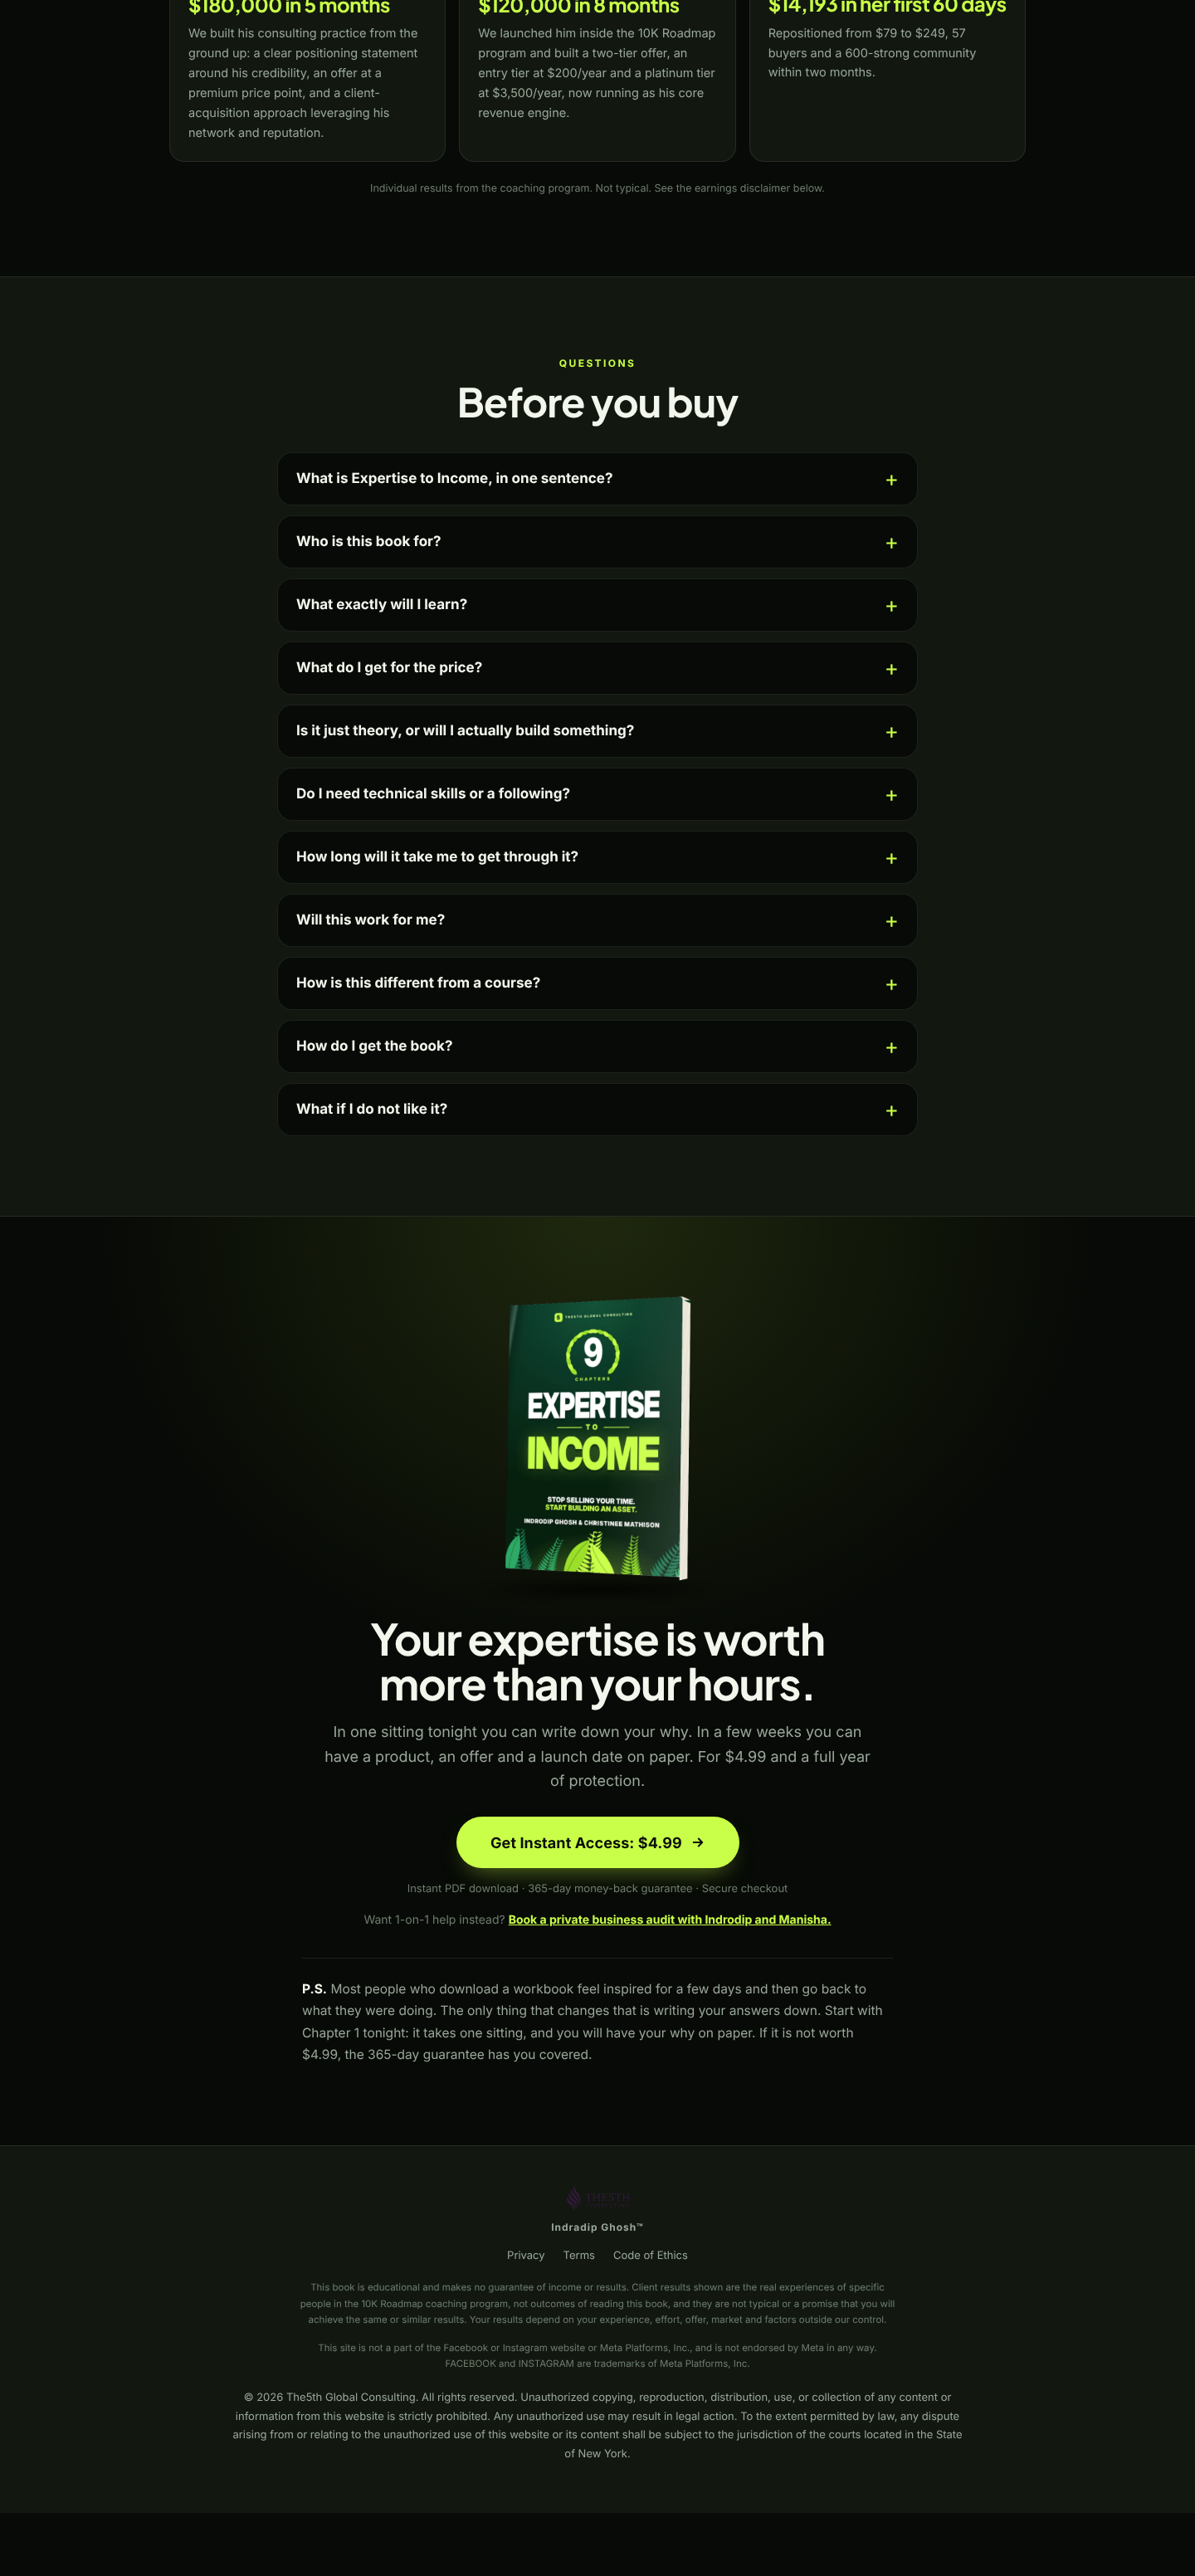 $180,000 in 5 months
We built his consulting practice from the
ground up: a clear positioning statement
around his credibility, an offer at a
premium price point, and a client-
acquisition approach leveraging his
network and reputation.
$120,000 in 8 months
We launched him inside the 10K Roadmap
program and built a two-tier offer, an
entry tier at $200/year and a platinum tier
at $3,500/year, now running as his core
revenue engine.
$14,193 in her first 60 days
Repositioned from $79 to $249, 57
buyers and a 600-strong community
within two months.
Individual results from the coaching program. Not typical. See the earnings disclaimer below.
QUESTIONS
Before you buy
What is Expertise to Income, in one sentence?
Who is this book for?
What exactly will I learn?
What do I get for the price?
Is it just theory, or will I actually build something?
Do I need technical skills or a following?
How long will it take me to get through it?
Will this work for me?
How is this different from a course?
How do I get the book?
What if I do not like it?
THE5TH GLOBAL CONSULTING
9
CHAPTERS
EXPERTISE
TO
INCOME
STOP SELLING YOUR TIME.
START BUILDING AN ASSET.
INDRODIP GHOSH & CHRISTINEE MATHISON
Your expertise is worth
more than your hours.
In one sitting tonight you can write down your why. In a few weeks you can
have a product, an offer and a launch date on paper. For $4.99 and a full year
of protection.
Get Instant Access: $4.99 →
Instant PDF download · 365-day money-back guarantee · Secure checkout
Want 1-on-1 help instead? Book a private business audit with Indrodip and Manisha.
P.S. Most people who download a workbook feel inspired for a few days and then go back to
what they were doing. The only thing that changes that is writing your answers down. Start with
Chapter 1 tonight: it takes one sitting, and you will have your why on paper. If it is not worth
$4.99, the 365-day guarantee has you covered.
THE5TH
Indradip Ghosh™
Privacy Terms Code of Ethics
This book is educational and makes no guarantee of income or results. Client results shown are the real experiences of specific
people in the 10K Roadmap coaching program, not outcomes of reading this book, and they are not typical or a promise that you will
achieve the same or similar results. Your results depend on your experience, effort, offer, market and factors outside our control.
This site is not a part of the Facebook or Instagram website or Meta Platforms, Inc., and is not endorsed by Meta in any way.
FACEBOOK and INSTAGRAM are trademarks of Meta Platforms, Inc.
© 2026 The5th Global Consulting. All rights reserved. Unauthorized copying, reproduction, distribution, use, or collection of any content or
information from this website is strictly prohibited. Any unauthorized use may result in legal action. To the extent permitted by law, any dispute
arising from or relating to the unauthorized use of this website or its content shall be subject to the jurisdiction of the courts located in the State
of New York.